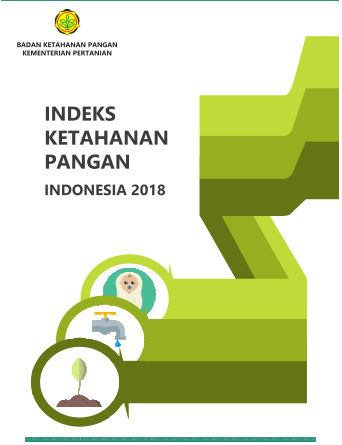 BADAN KETAHANAN PANGAN
KEMENTERIAN PERTANIAN
INDEKS
KETAHANAN
PANGAN
INDONESIA 2018